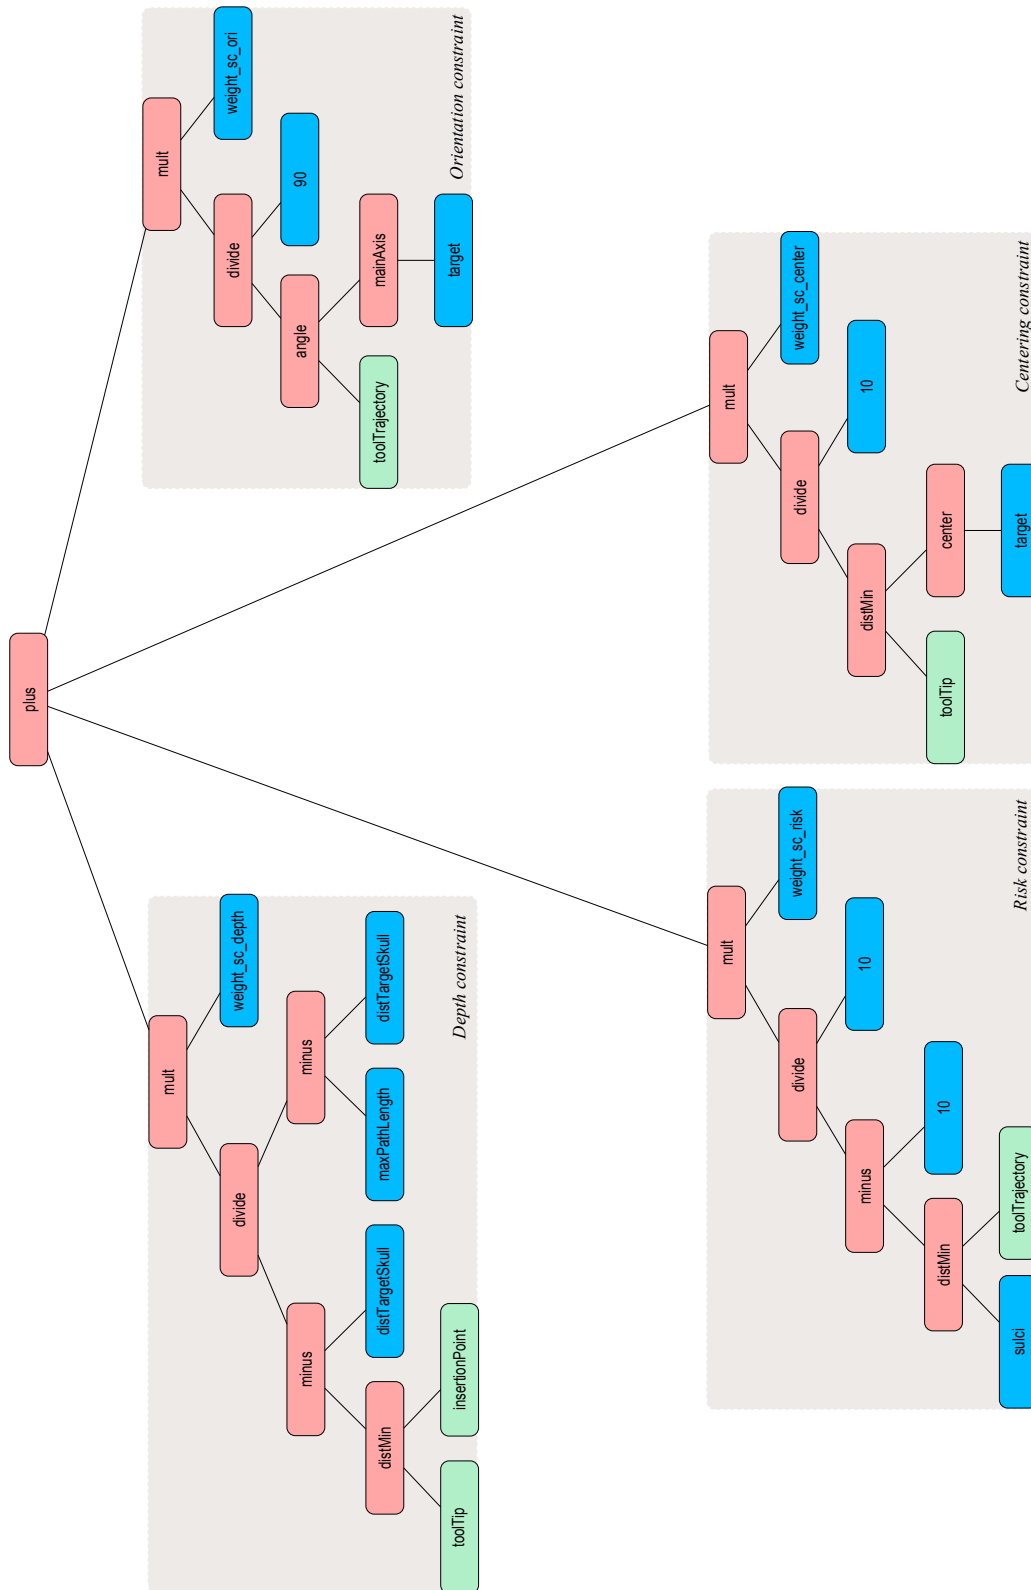 plus
mult
divide
minus
distMin
toolTip
insertionPoint
distTargetSkull
minus
maxPathLength
distTargetSkull
weight_sc_depth
Depth constraint
mult
divide
minus
distMin
sulci
toolTrajectory
10
10
weight_sc_risk
Risk constraint
mult
divide
distMin
toolTip
center
target
10
weight_sc_center
Centering constraint
mult
divide
angle
toolTrajectory
mainAxis
target
90
weight_sc_ori
Orientation constraint